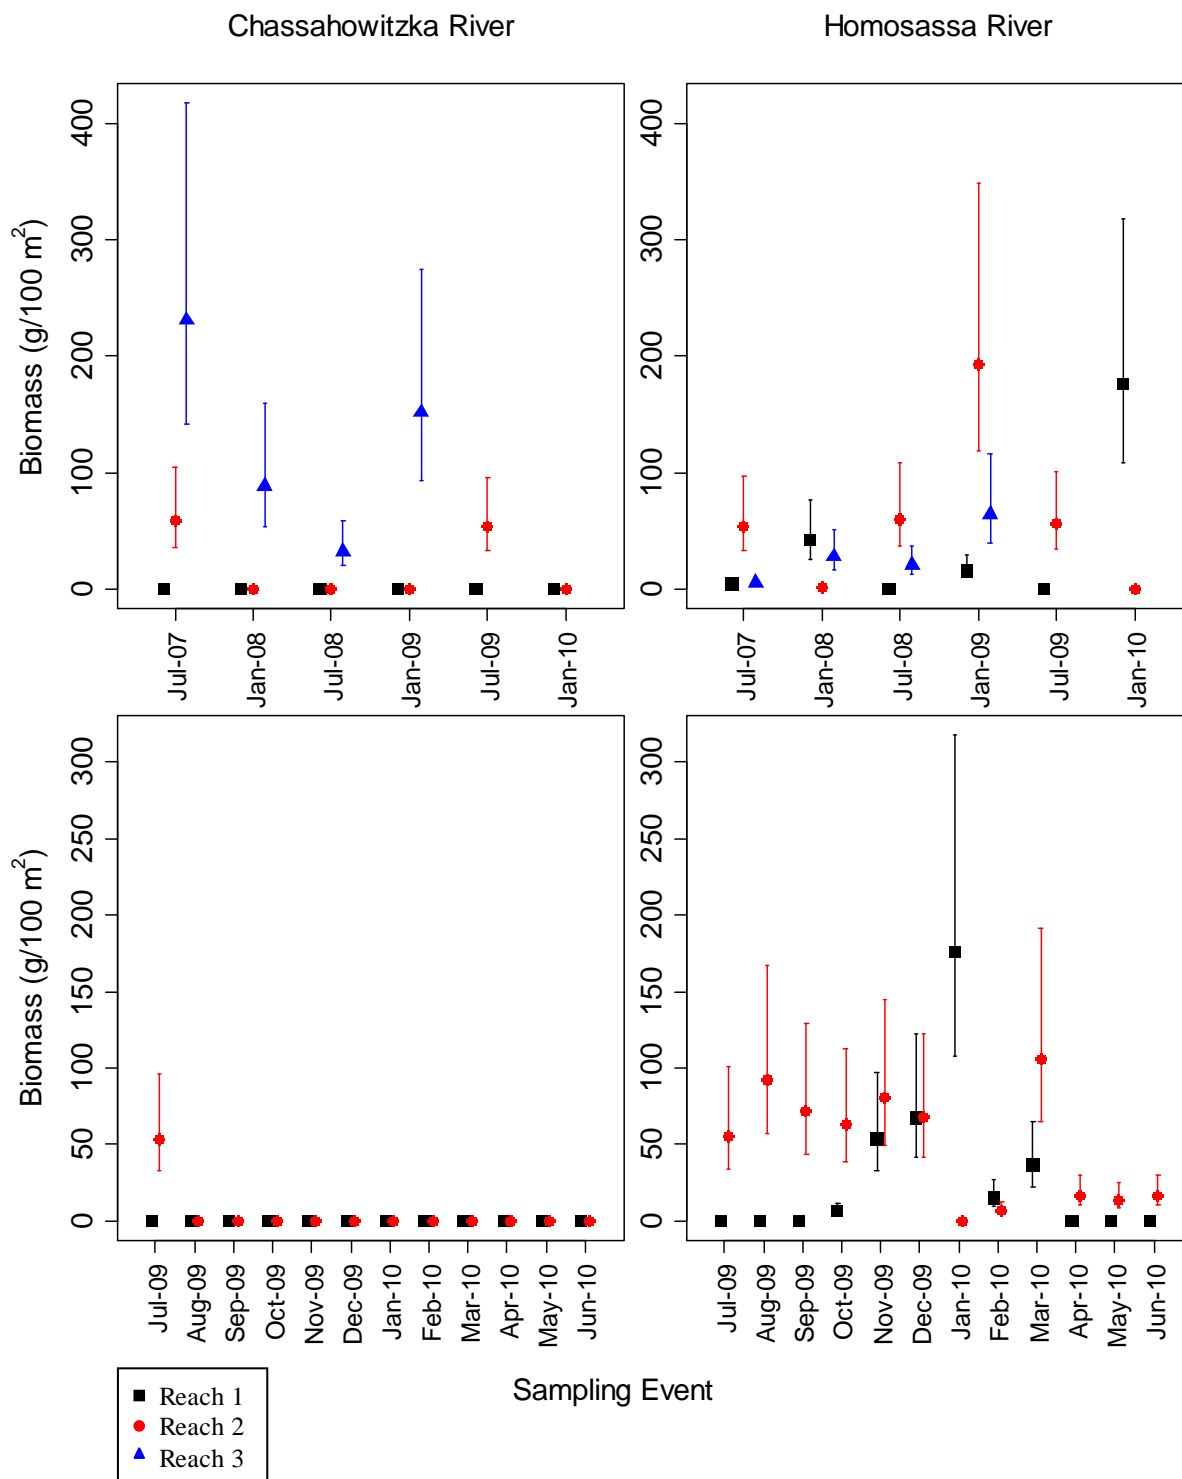 Chassahowitzka River
Homosassa River
Biomass (g/100 m²)
400
300
200
100
0
Jul-07
Jan-08
Jul-08
Jan-09
Jul-09
Jan-10
400
300
200
100
0
Jul-07
Jan-08
Jul-08
Jan-09
Jul-09
Jan-10
Biomass (g/100 m²)
300
250
200
150
100
50
0
Jul-09
Aug-09
Sep-09
Oct-09
Nov-09
Dec-09
Jan-10
Feb-10
Mar-10
Apr-10
May-10
Jun-10
300
250
200
150
100
50
0
Jul-09
Aug-09
Sep-09
Oct-09
Nov-09
Dec-09
Jan-10
Feb-10
Mar-10
Apr-10
May-10
Jun-10
Sampling Event
Reach 1
Reach 2
Reach 3